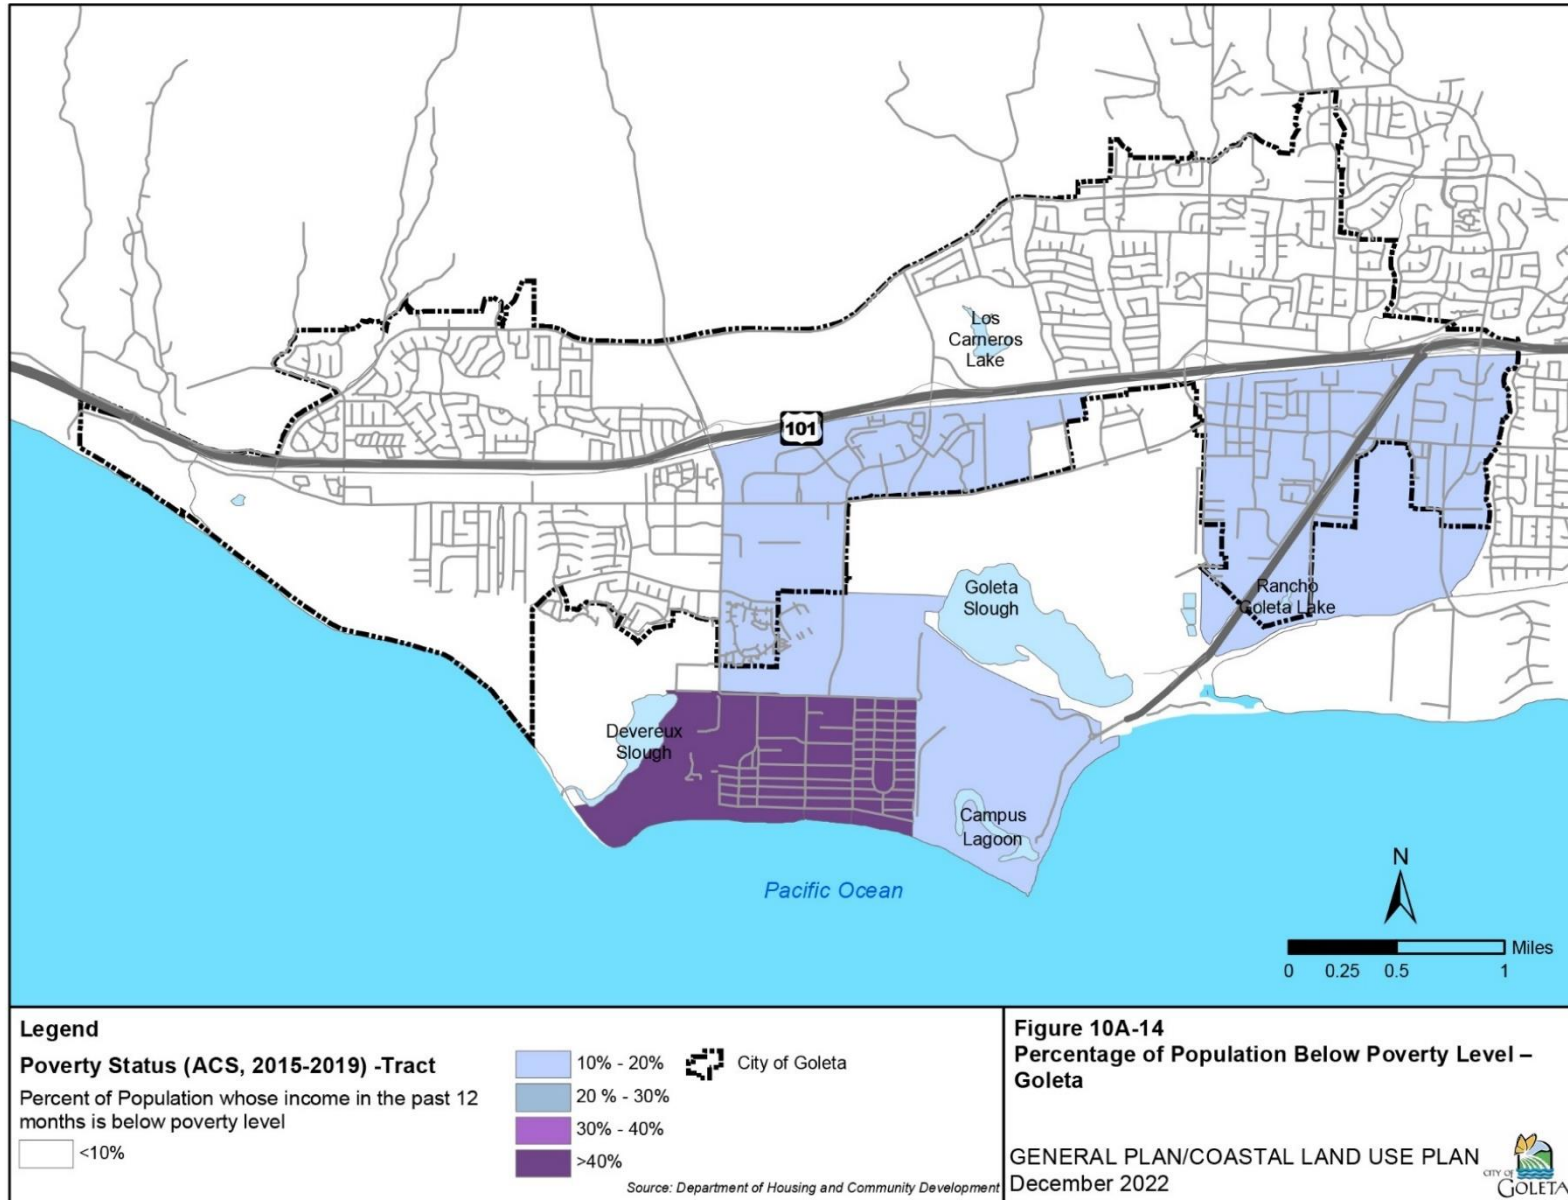 Los
Carneros
Lake
101
Goleta
Slough
Rancho
Goleta Lake
Devereux
Slough
Campus
Lagoon
Pacific Ocean
N
Miles
0 0.25 0.5 1
Legend
Poverty Status (ACS, 2015-2019) -Tract
Percent of Population whose income in the past 12
months is below poverty level
<10%
10% - 20%
20 % - 30%
30% - 40%
>40%
City of Goleta
Source: Department of Housing and Community Development
Figure 10A-14
Percentage of Population Below Poverty Level –
Goleta
GENERAL PLAN/COASTAL LAND USE PLAN
December 2022
CITY OF
GOLETA